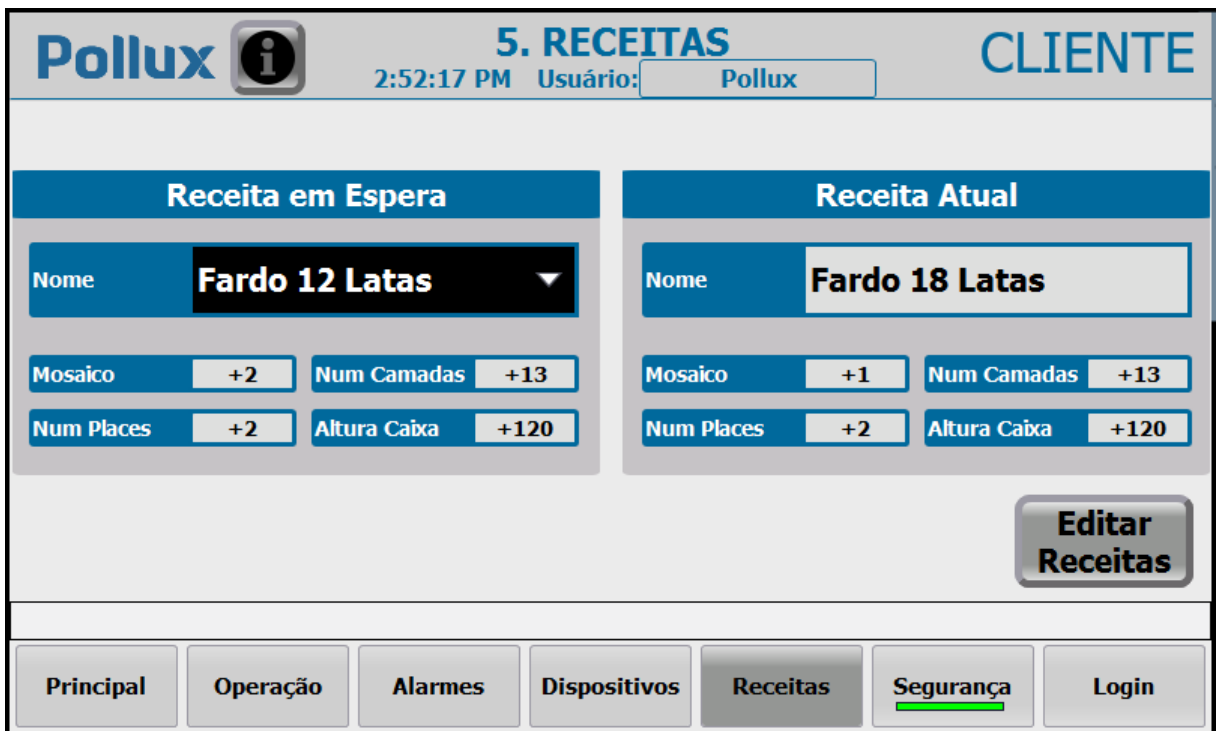 Pollux i 5. RECEITAS CLIENTE
2:52:17 PM Usuário: Pollux
Receita em Espera
Nome Fardo 12 Latas
Mosaico +2 Num Camadas +13
Num Places +2 Altura Caixa +120
Receita Atual
Nome Fardo 18 Latas
Mosaico +1 Num Camadas +13
Num Places +2 Altura Caixa +120
Editar
Receitas
Principal Operação Alarmes Dispositivos Receitas Segurança Login